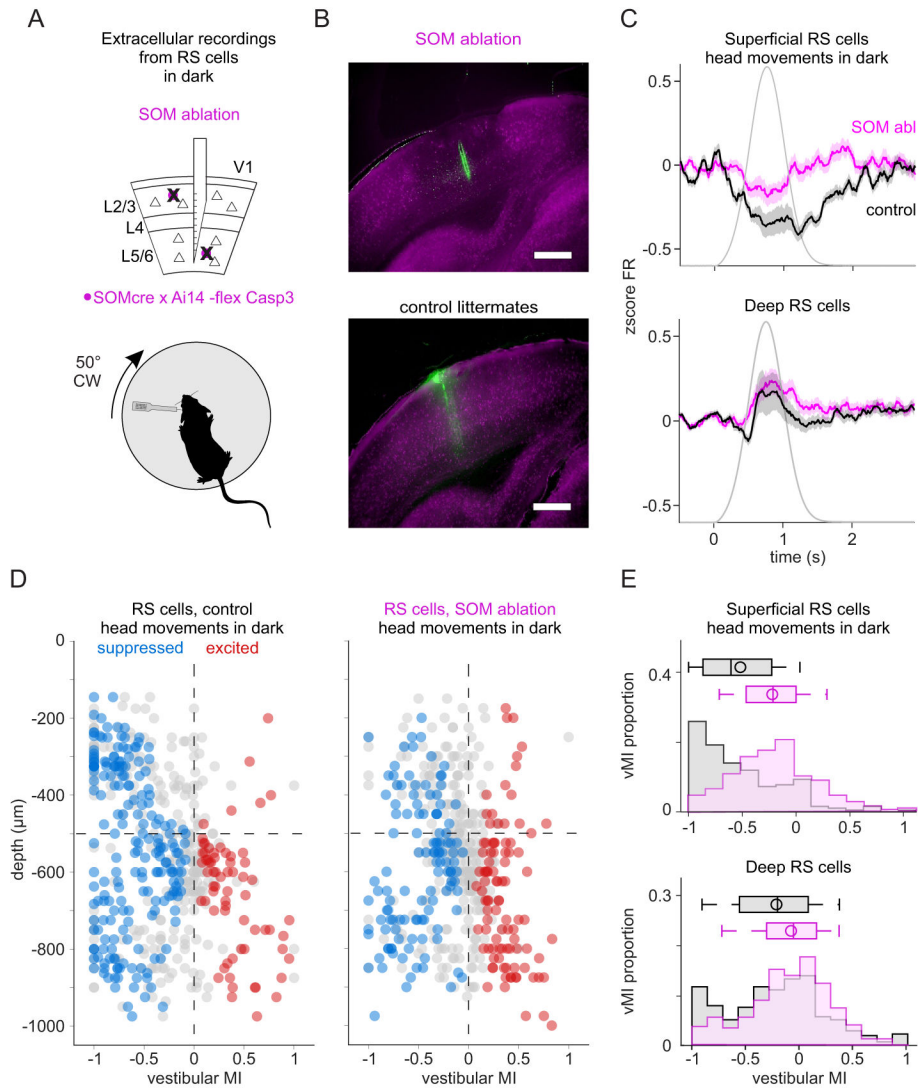 A
Extracellular recordings
from RS cells
in dark
SOM ablation
V1
L2/3
L4
L5/6
SOMcre x Ai14 -flex Casp3
50°
CW
B
SOM ablation
control littermates
C
Superficial RS cells
head movements in dark
0.5
SOM abl
0
control
-0.5
zscore FR
Deep RS cells
0.5
0
-0.5
0 1 2
time (s)
D
RS cells, control
head movements in dark
suppressed excited
0
-200
-400
-600
-800
-1000
depth (µm)
-1 -0.5 0 0.5 1
vestibular MI
RS cells, SOM ablation
head movements in dark
-1 -0.5 0 0.5 1
vestibular MI
E
Superficial RS cells
head movements in dark
0.4
0
vMI proportion
-1 -0.5 0 0.5 1
Deep RS cells
0.3
0
vMI proportion
-1 -0.5 0 0.5 1
vestibular MI